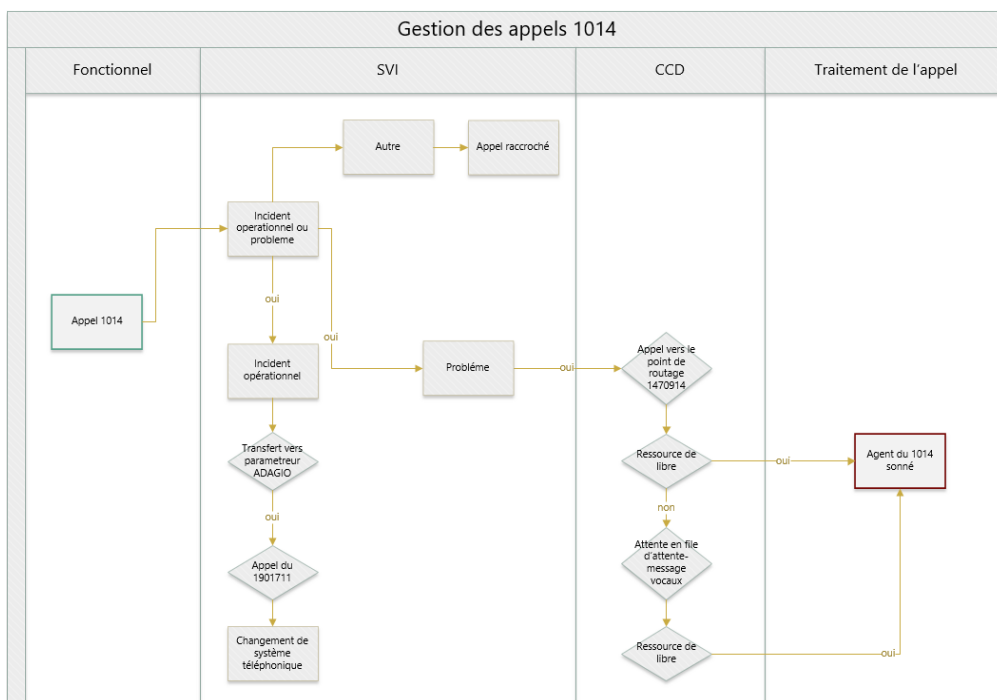 Gestion des appels 1014
Fonctionnel
SVI
CCD
Traitement de l'appel
Autre
Appel raccroché
Incident
operationnel ou
probleme
oui
Appel 1014
oui
Incident
opérationnel
Probléme
oui
Appel vers le
point de
routage
1470914
Transfert vers
parametreur
ADAGIO
Ressource de
libre
oui
Agent du 1014
sonné
oui
non
Appel du
1901711
Attente en file
d'attente-
message
vocaux
Changement de
système
téléphonique
Ressource de
libre
oui